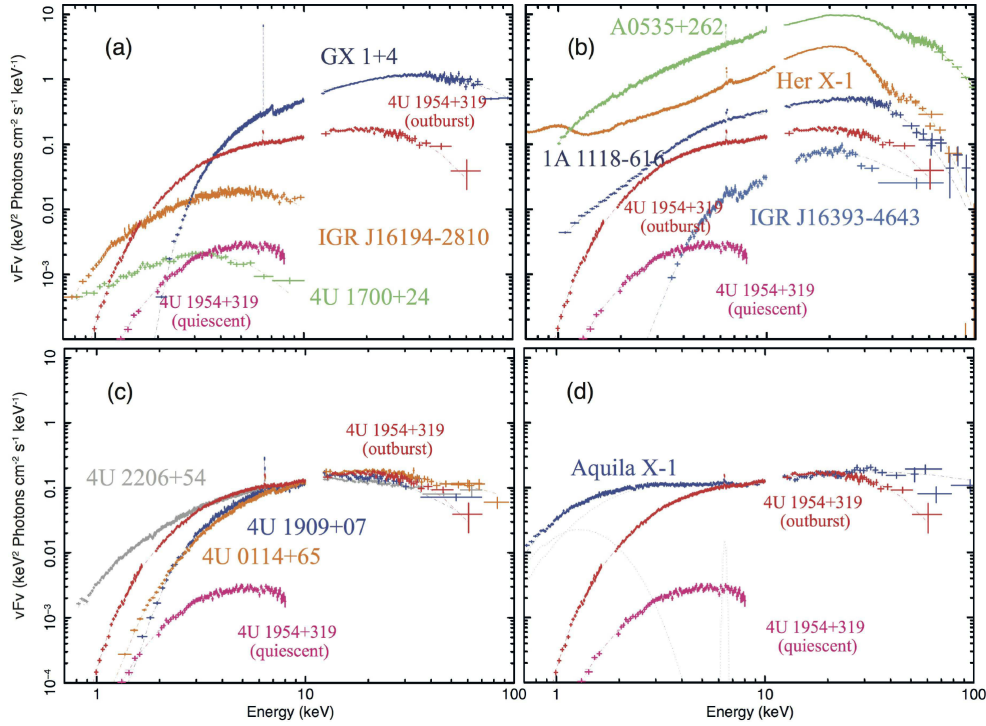 (a)
GX 1+4
4U 1954+319
(outburst)
IGR J16194-2810
4U 1954+319
(quiescent)
4U 1700+24
vFv (keV² Photons cm⁻² s⁻¹ keV⁻¹)
10
1
0.1
0.01
10⁻³
(b)
A0535+262
Her X-1
1A 1118-616
4U 1954+319
(outburst)
IGR J16393-4643
4U 1954+319
(quiescent)
(c)
4U 2206+54
4U 1954+319
(outburst)
4U 1909+07
4U 0114+65
4U 1954+319
(quiescent)
vFv (keV² Photons cm⁻² s⁻¹ keV⁻¹)
1
0.1
0.01
10⁻³
10⁻⁴
1
10
100
Energy (keV)
(d)
Aquila X-1
4U 1954+319
(outburst)
4U 1954+319
(quiescent)
1
10
100
Energy (keV)